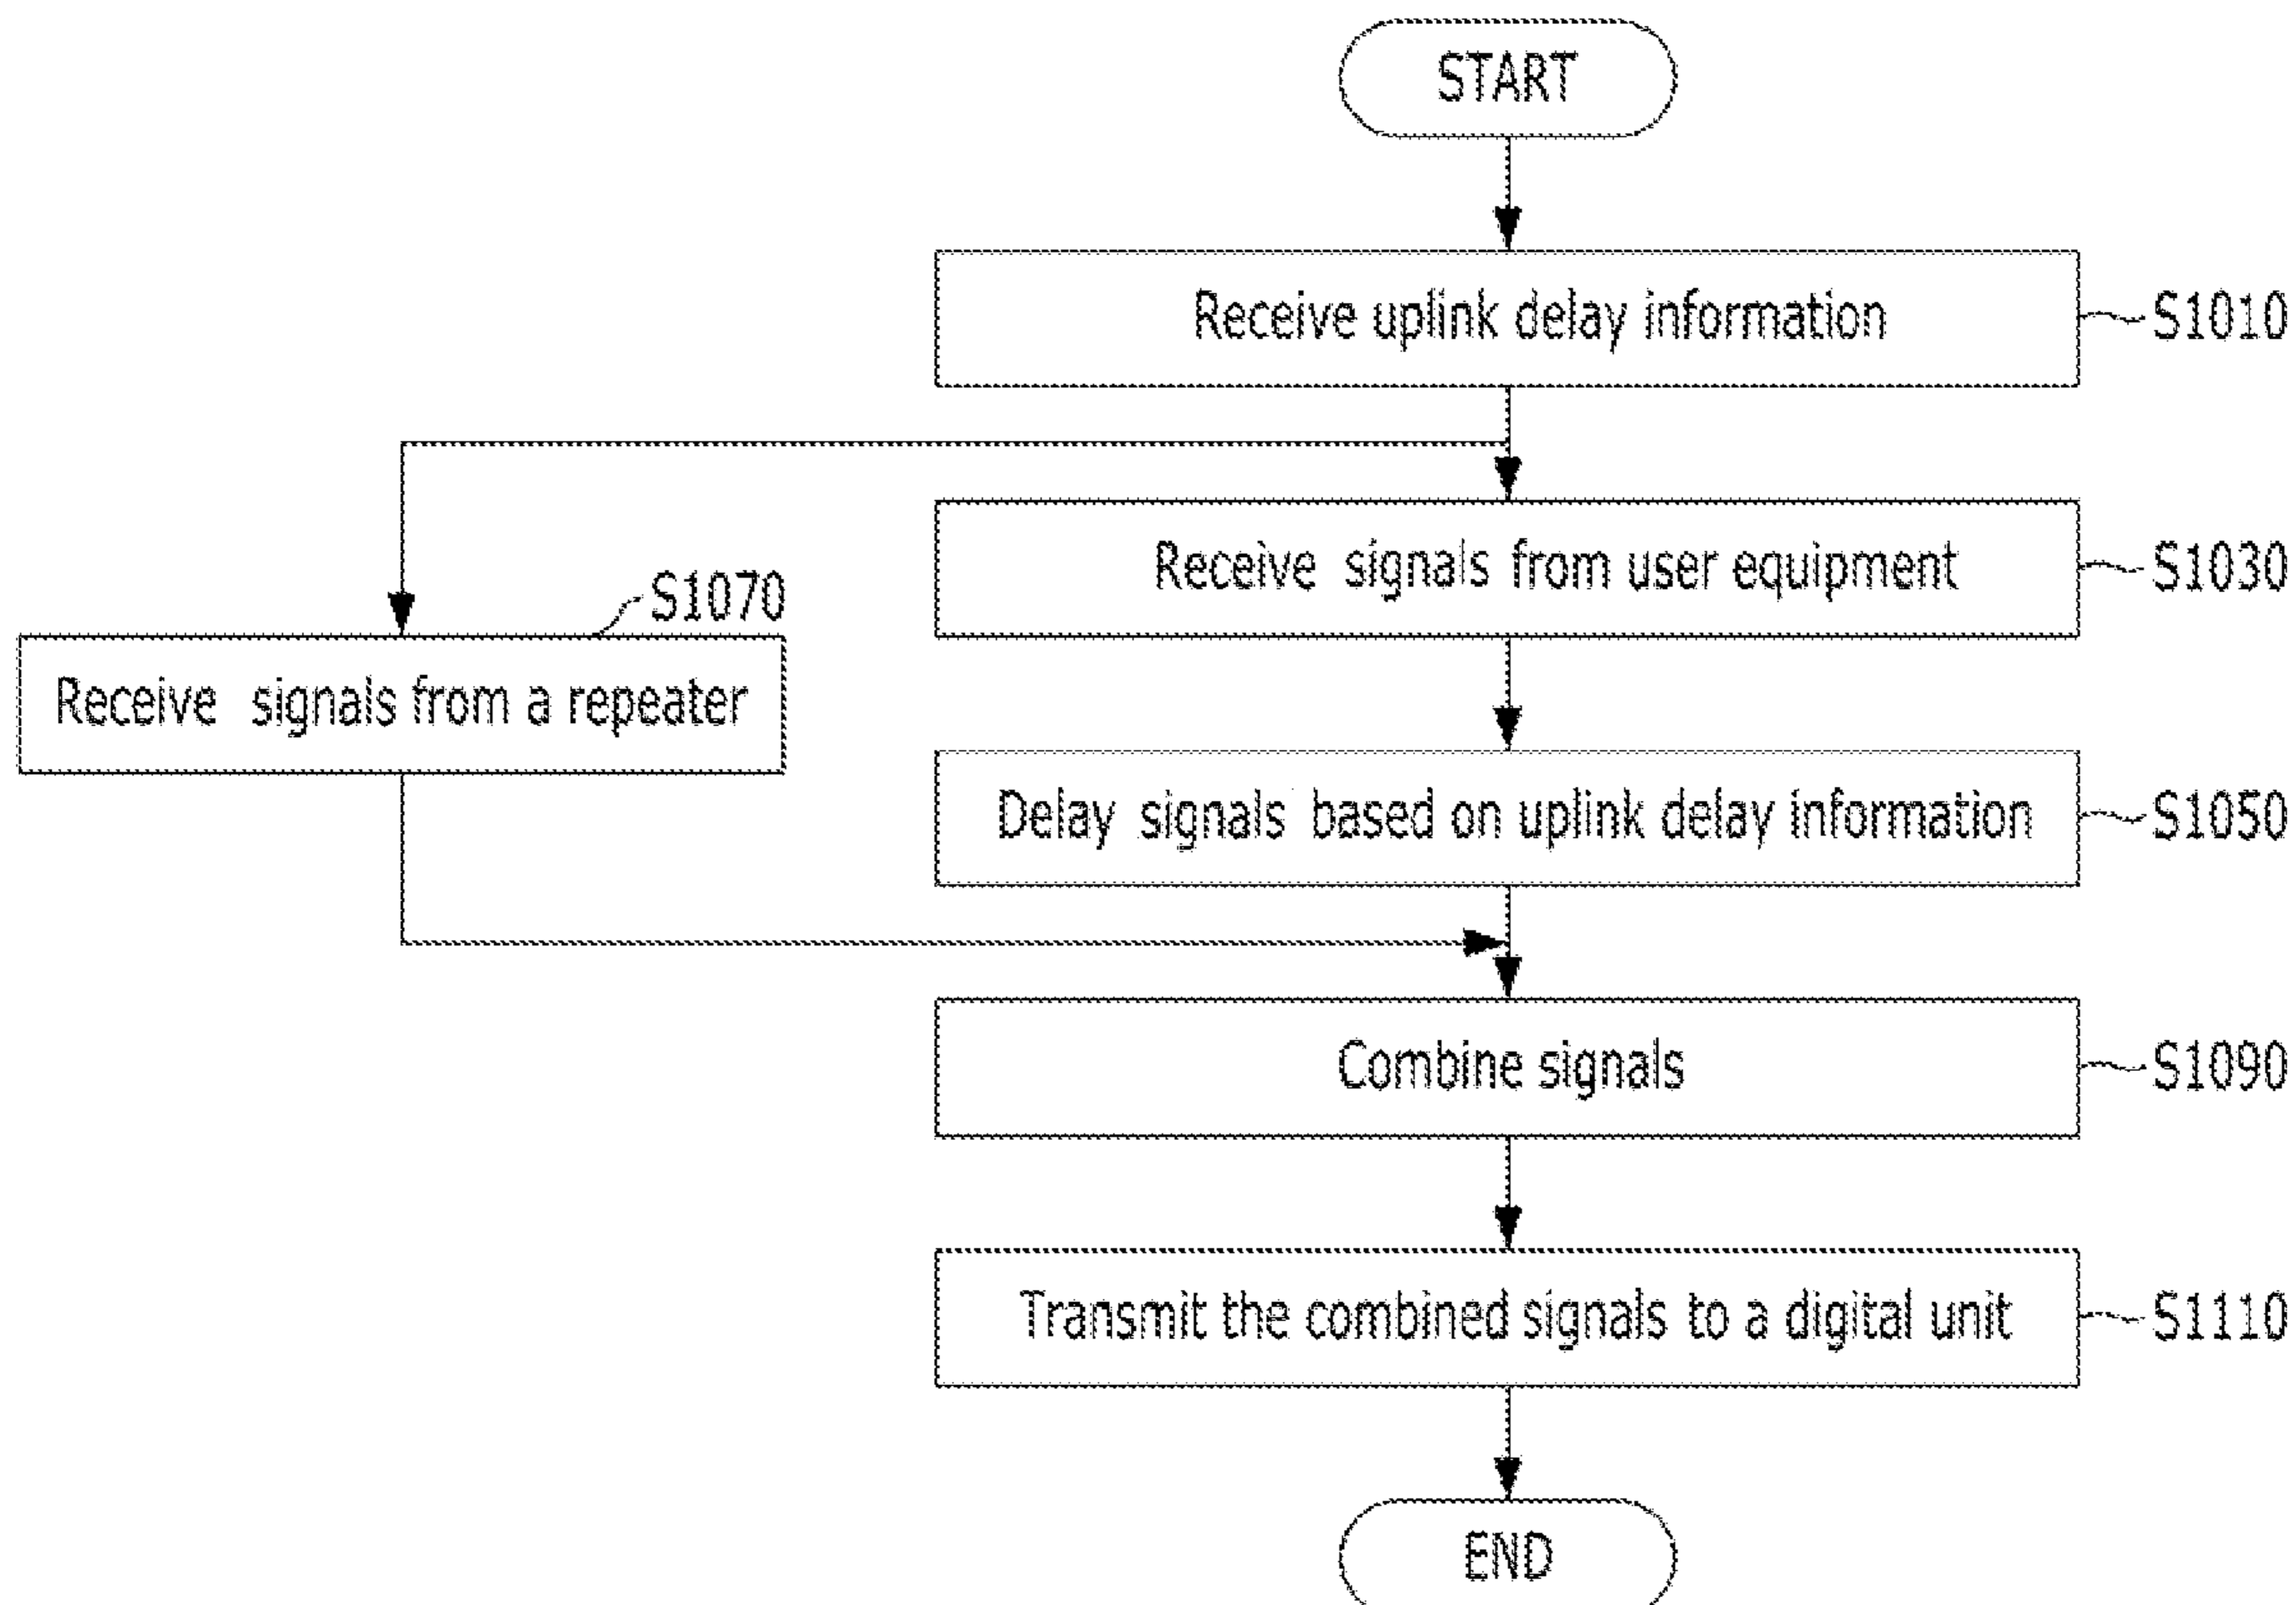 START
Receive uplink delay information
S1010
Receive signals from user equipment
S1030
S1070
Receive signals from a repeater
Delay signals based on uplink delay information
S1050
Combine signals
S1090
Transmit the combined signals to a digital unit
S1110
END